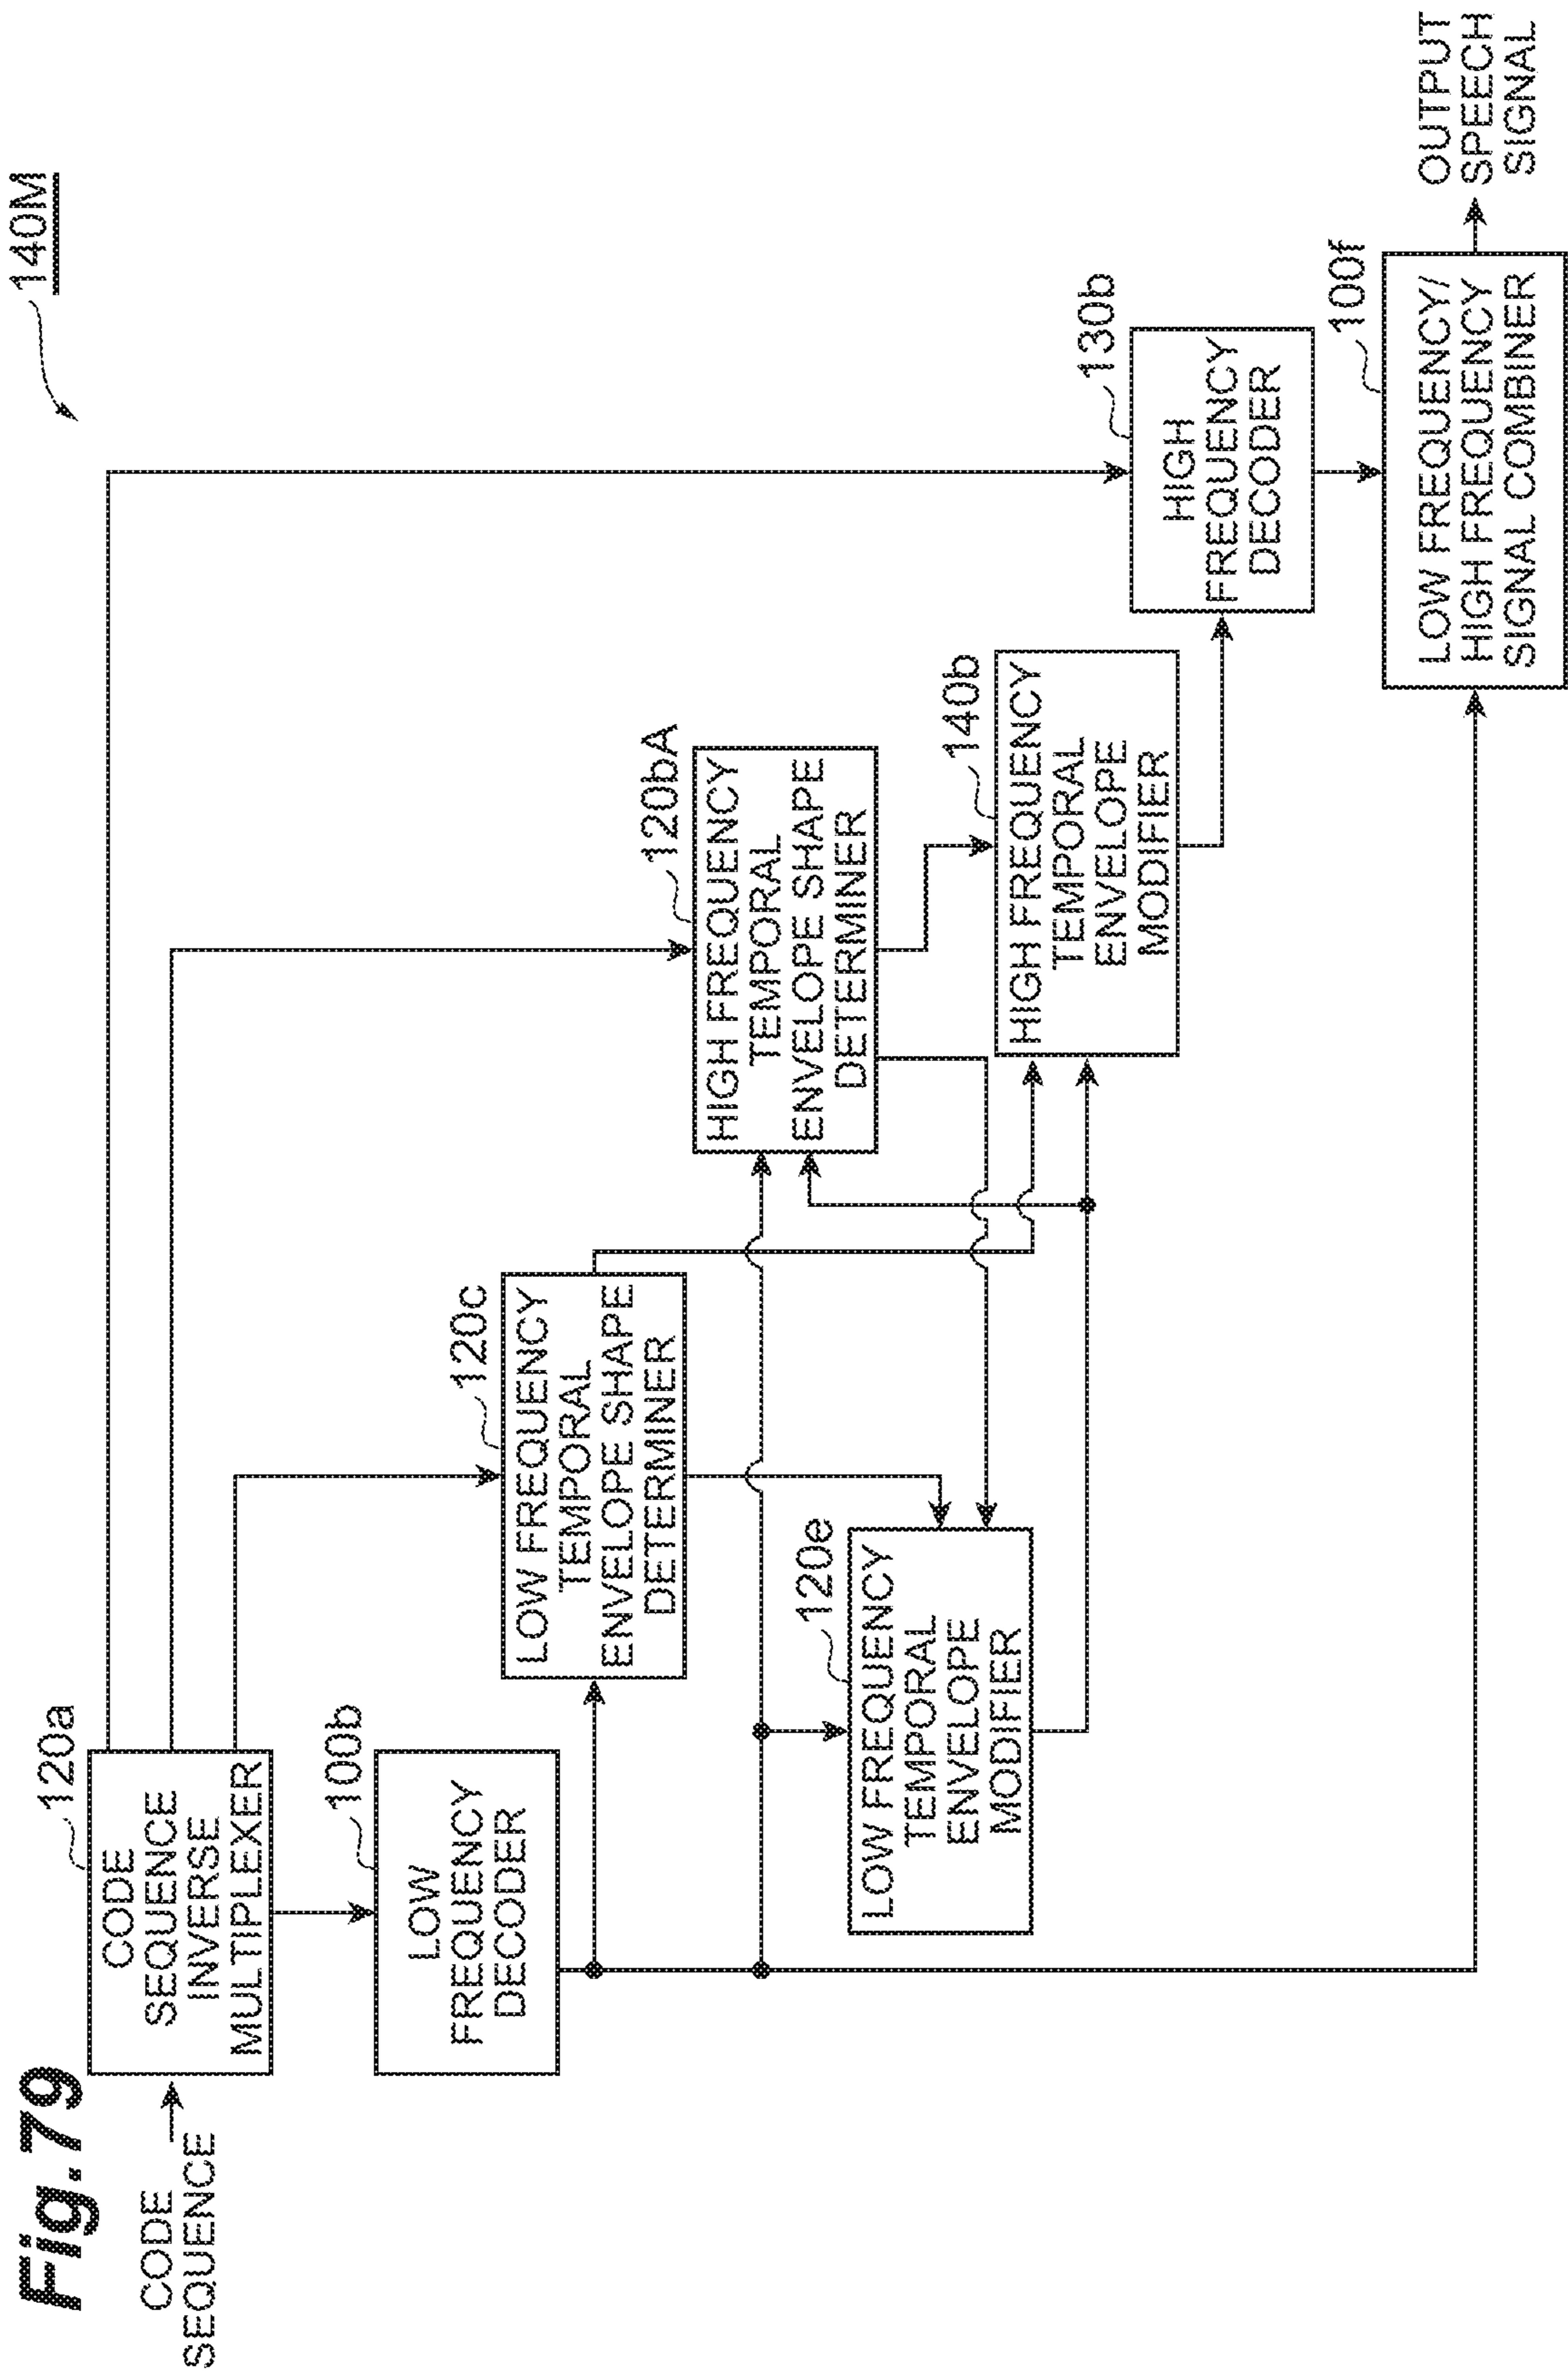 Fig.79
140M
CODE
SEQUENCE
120a
CODE
SEQUENCE
INVERSE
MULTIPLEXER
100b
LOW
FREQUENCY
DECODER
120c
LOW FREQUENCY
TEMPORAL
ENVELOPE SHAPE
DETERMINER
120e
LOW FREQUENCY
TEMPORAL
ENVELOPE
MODIFIER
120bA
HIGH FREQUENCY
TEMPORAL
ENVELOPE SHAPE
DETERMINER
140b
HIGH FREQUENCY
TEMPORAL
ENVELOPE
MODIFIER
130b
HIGH
FREQUENCY
DECODER
100f
LOW FREQUENCY/
HIGH FREQUENCY
SIGNAL COMBINER
OUTPUT
SPEECH
SIGNAL